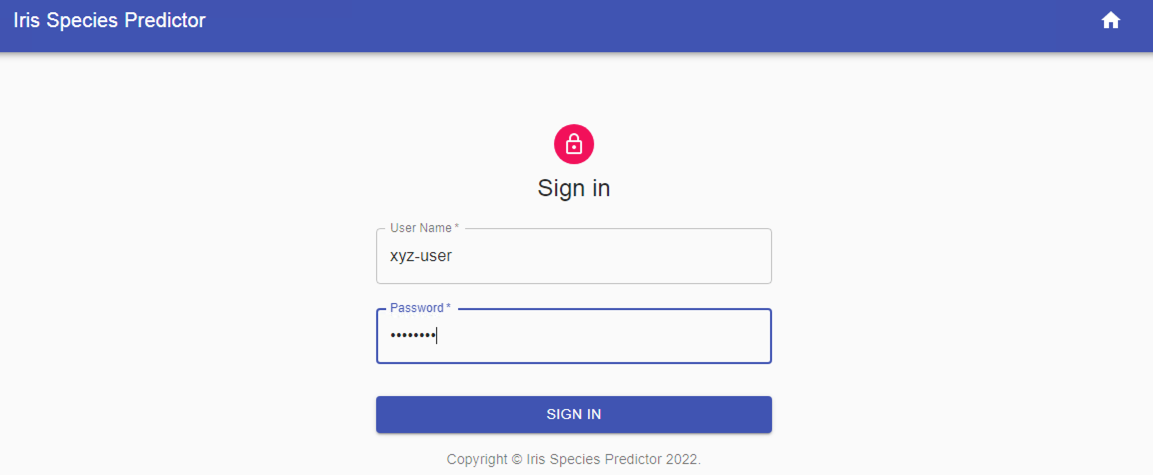 Iris Species Predictor
Sign in
User Name *
xyz-user
Password *
••••••••
SIGN IN
Copyright © Iris Species Predictor 2022.